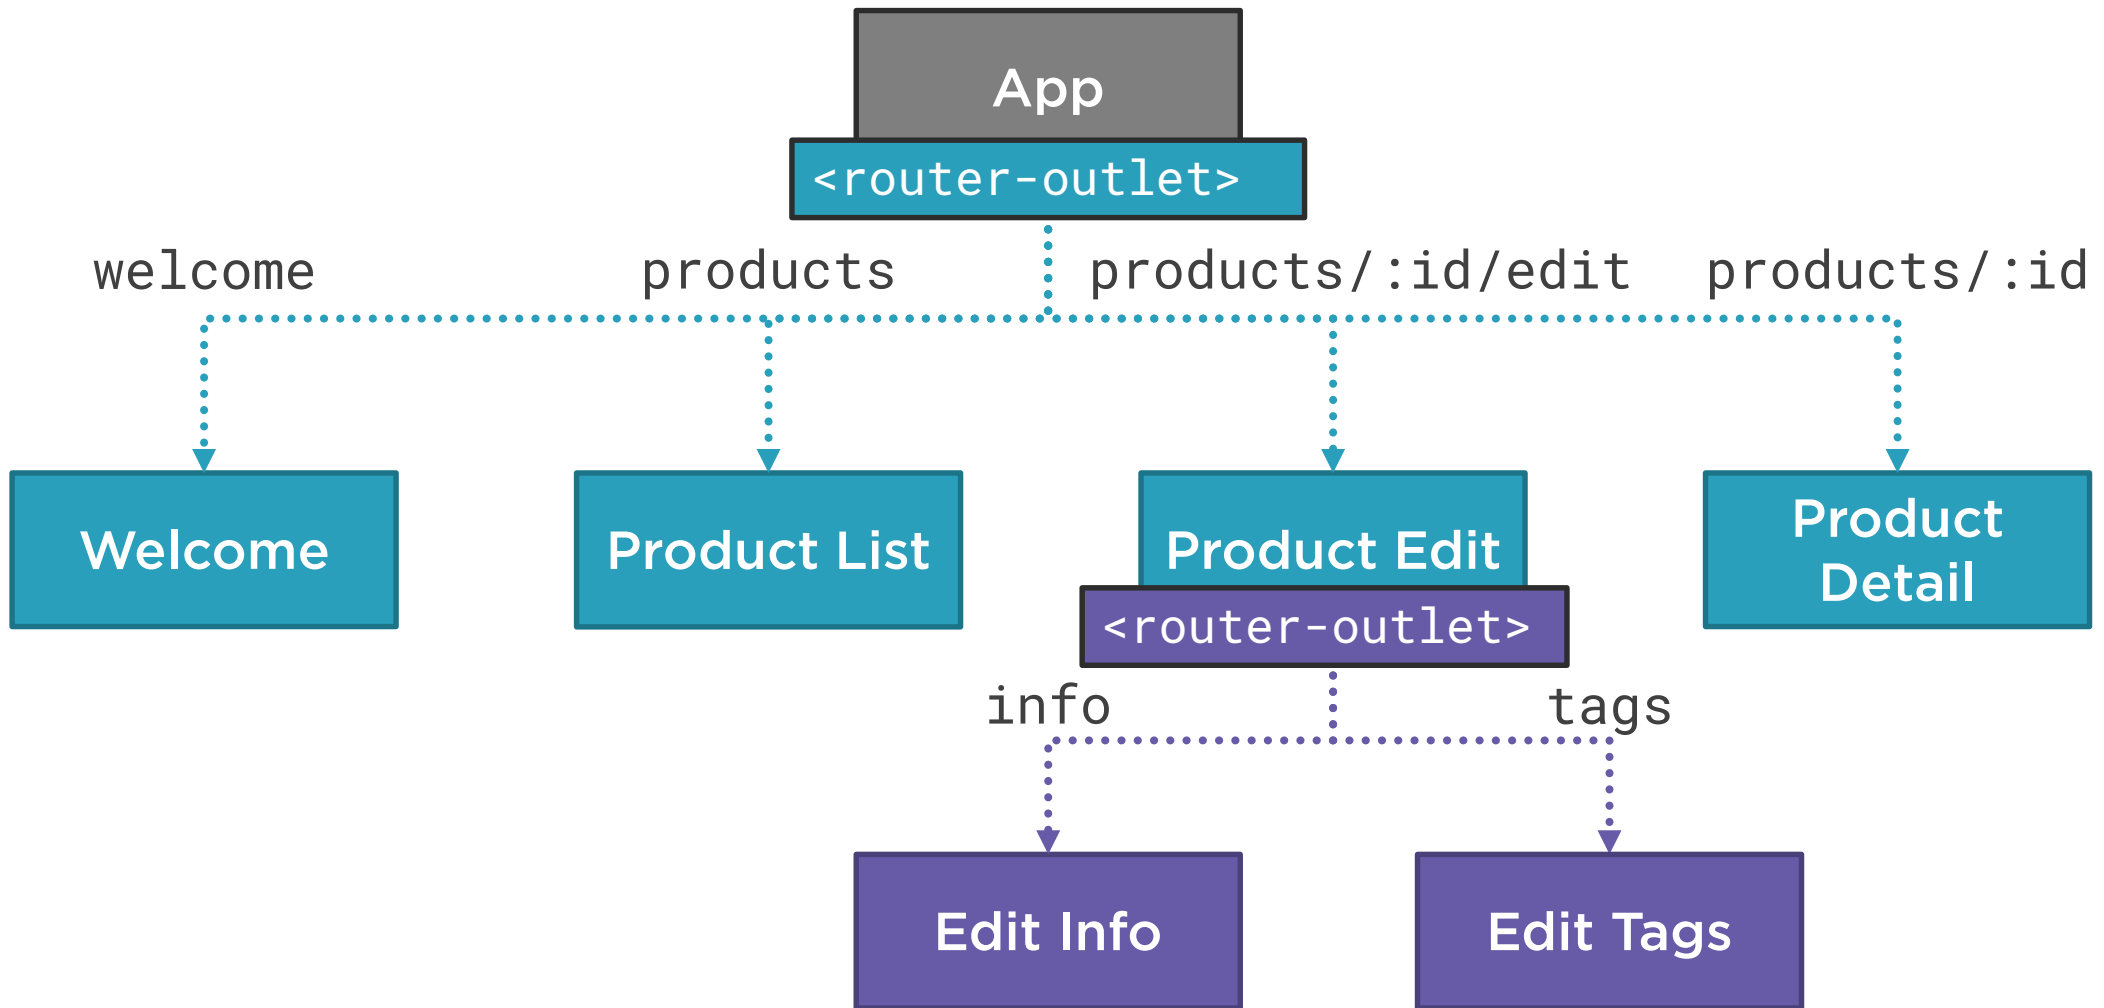 App
<router-outlet>
welcome
products
products/:id/edit
products/:id
Welcome
Product List
Product Edit
Product
Detail
<router-outlet>
info
tags
Edit Info
Edit Tags